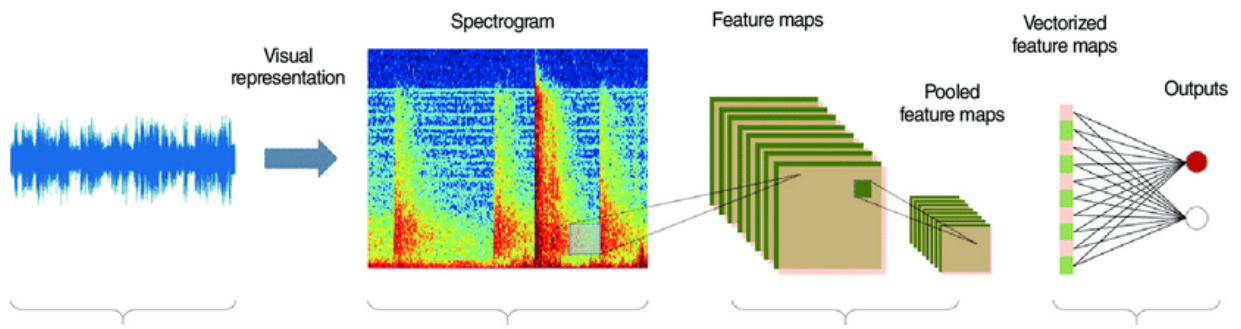 Visual
representation
Spectrogram
Feature maps
Pooled
feature maps
Vectorized
feature maps
Outputs